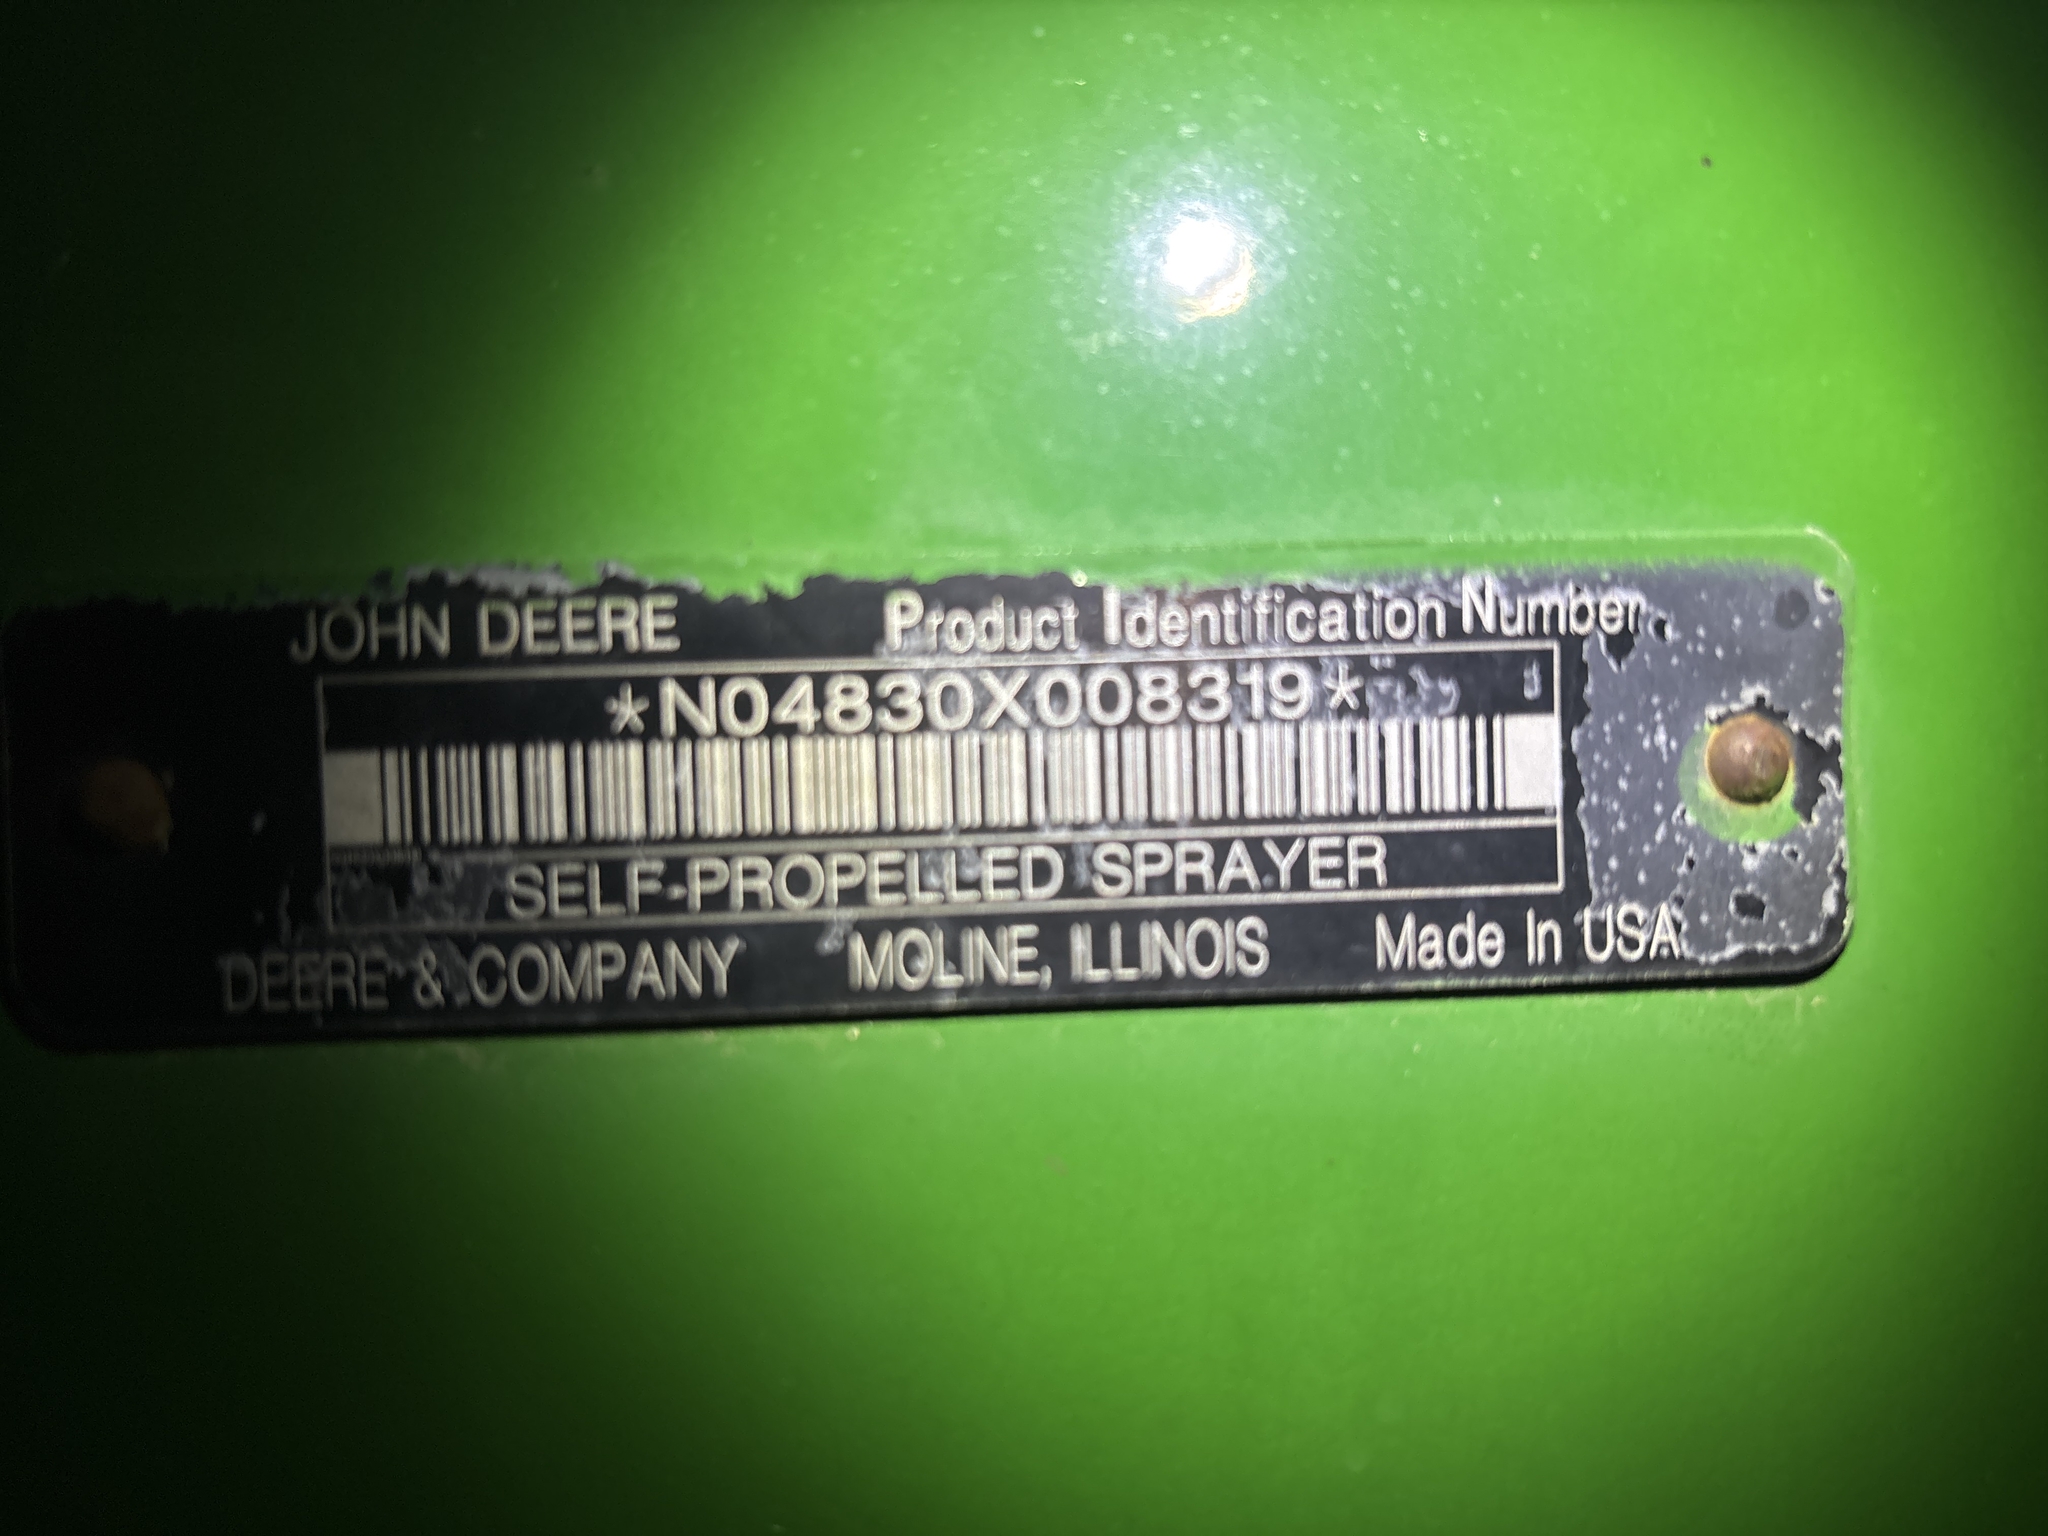 JOHN DEERE Product Identification Number
*N04830X008319*
SELF-PROPELLED SPRAYER
DEERE & COMPANY MOLINE, ILLINOIS Made In USA